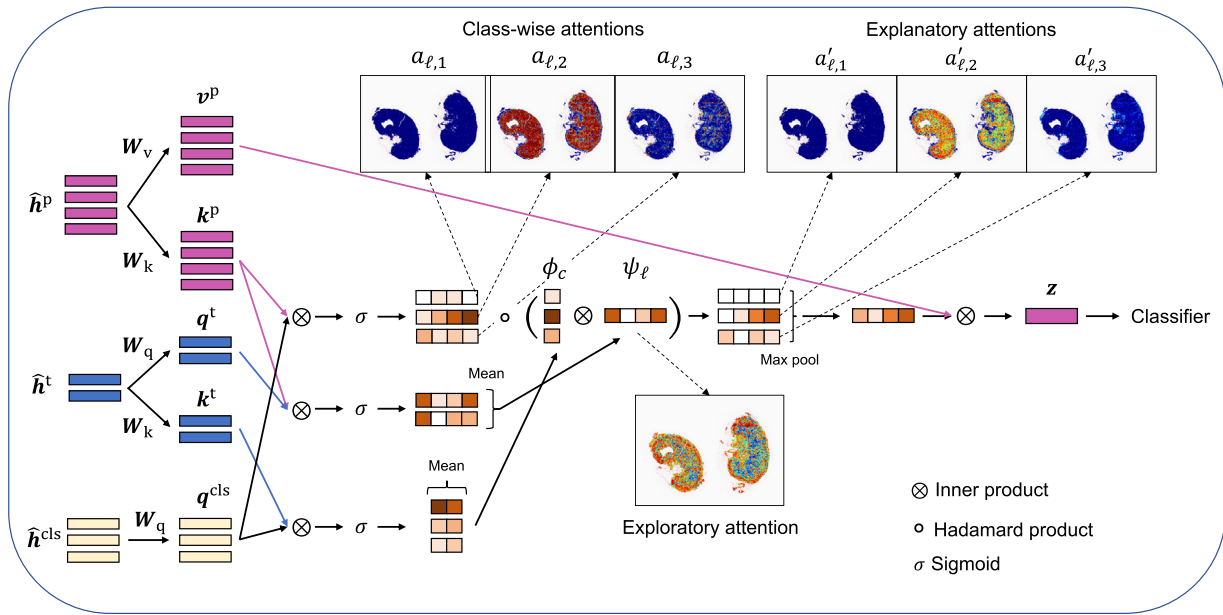 Class-wise attentions
Explanatory attentions
a_{ℓ,1}
a_{ℓ,2}
a_{ℓ,3}
a′_{ℓ,1}
a′_{ℓ,2}
a′_{ℓ,3}
v^p
W_v
ĥ^p
k^p
W_k
ϕ_c
ψ_ℓ
⊗ σ ∘ ( ⊗ ) ⊗ z Classifier
q^t
Max pool
W_q
Mean
ĥ^t
k^t
⊗ σ
W_k
Mean
q^cls
⊗ Inner product
W_q
ĥ^cls
⊗ σ
Exploratory attention
∘ Hadamard product
σ Sigmoid